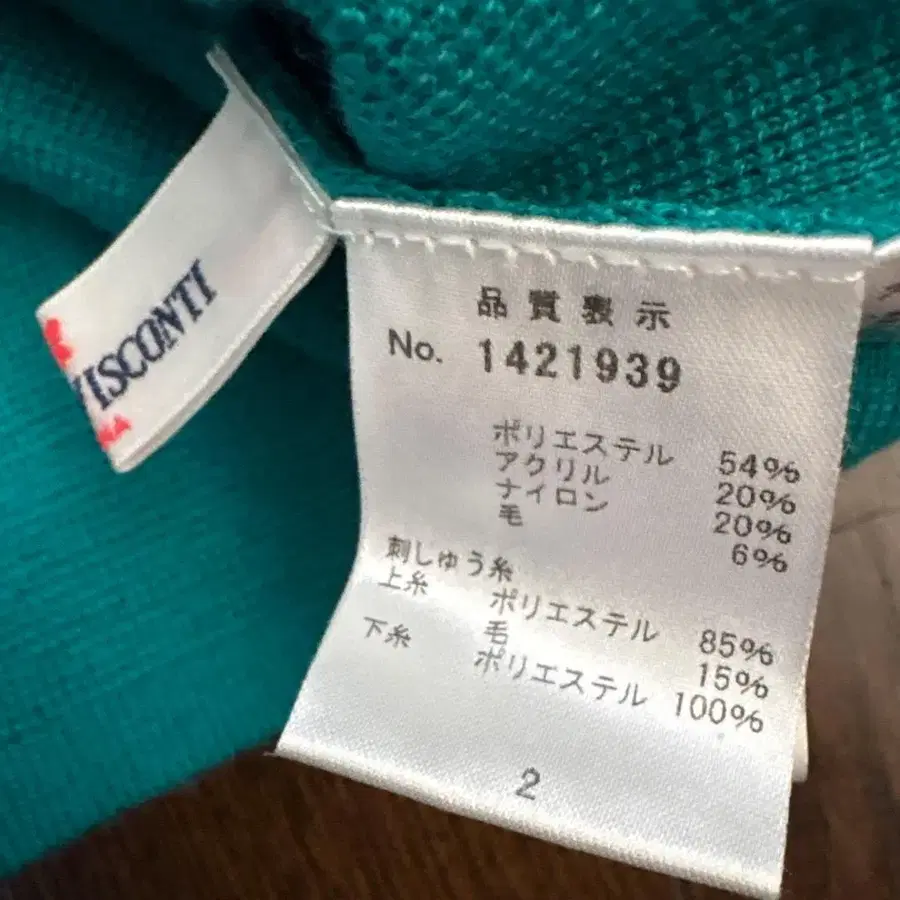 VISCONTI
品質表示
No. 1421939
ポリエステル 54%
アクリル 20%
ナイロン 20%
毛 6%
刺しゅう糸
上糸 ポリエステル 85%
毛 15%
下糸 ポリエステル 100%
2